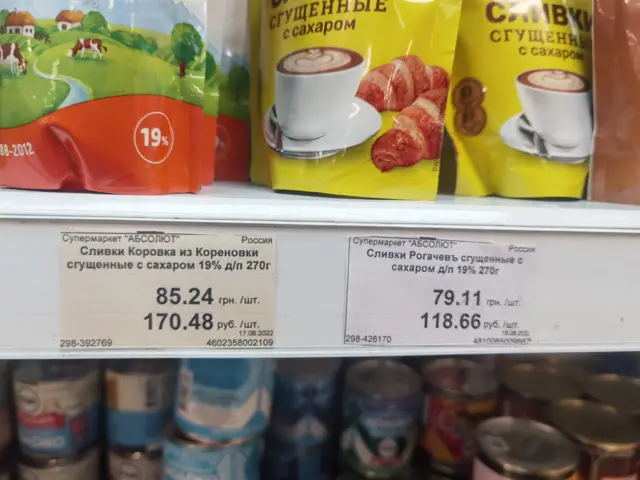 СГУЩЕННЫЕ
с сахаром
СЛИВКИ
СГУЩЕННЫЕ
с сахаром
19%
88-2012
Супермаркет "АБСОЛЮТ" Россия
Сливки Коровка из Кореновки
сгущенные с сахаром 19% д/п 270г
85.24 грн. /шт.
170.48 руб. /шт.
17.06.2022
298-392769 4602358002109
Супермаркет "АБСОЛЮТ" Россия
Сливки Рогачевъ сгущенные с
сахаром д/п 19% 270г
79.11 грн. /шт.
118.66 руб. /шт.
298-426170